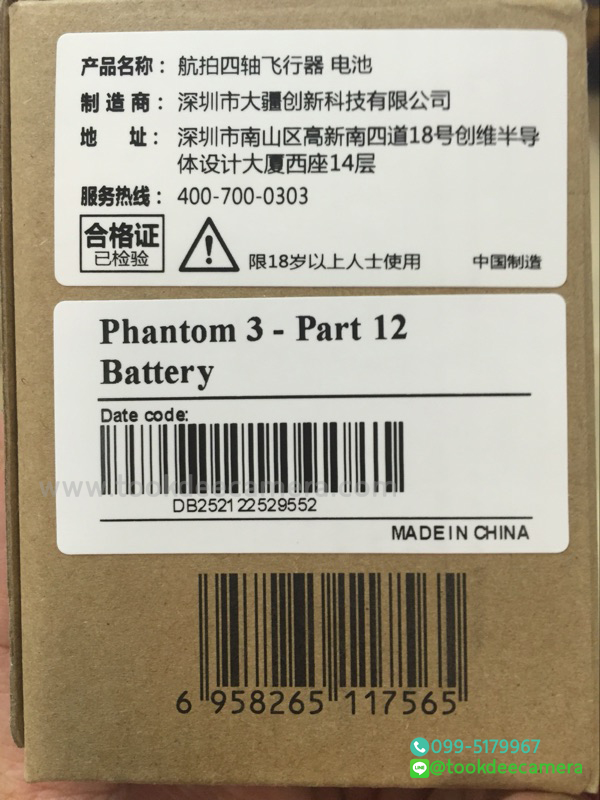 产品名称： 航拍四轴飞行器 电池
制 造 商： 深圳市大疆创新科技有限公司
地 址： 深圳市南山区高新南四道18号创维半导
体设计大厦西座14层
服务热线： 400-700-0303
合格证
已检验
限18岁以上人士使用
中国制造
Phantom 3 - Part 12
Battery
Date code:
www.tookdeecamera.com
DB252122529552
MADE IN CHINA
6 958265 117565
099-5179967
@tookdeecamera